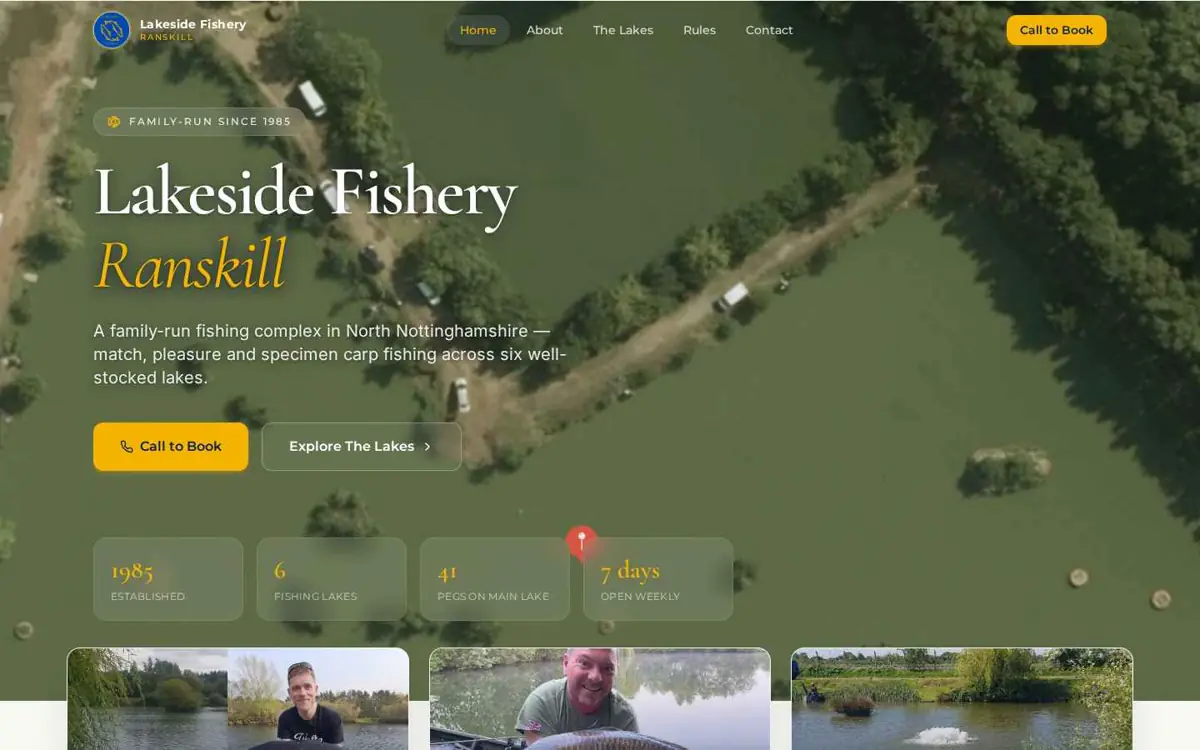 Lakeside Fishery
RANSKILL
Home
About
The Lakes
Rules
Contact
Call to Book
FAMILY-RUN SINCE 1985
Lakeside Fishery
Ranskill
A family-run fishing complex in North Nottinghamshire —
match, pleasure and specimen carp fishing across six well-
stocked lakes.
Call to Book
Explore The Lakes
1985
ESTABLISHED
6
FISHING LAKES
41
PEGS ON MAIN LAKE
7 days
OPEN WEEKLY